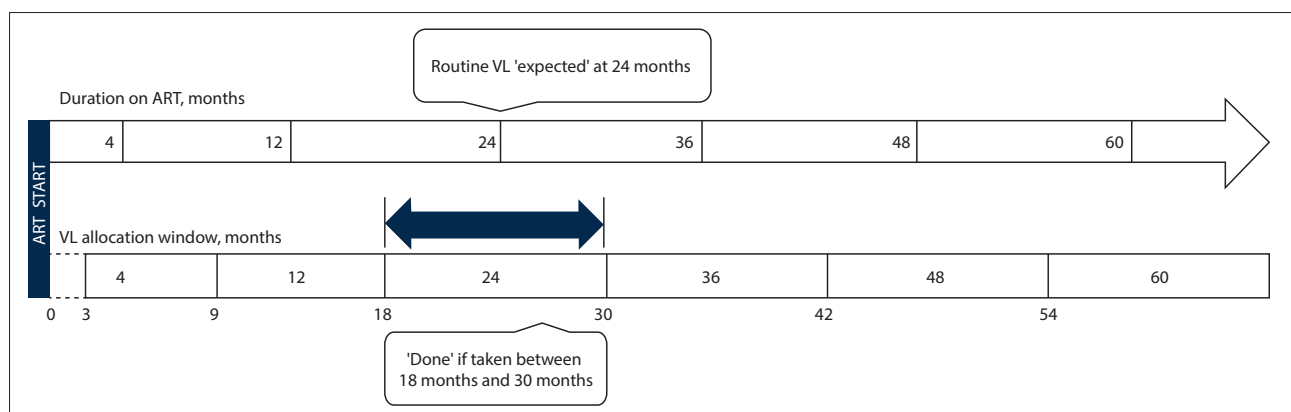 Routine VL 'expected' at 24 months
Duration on ART, months
4 12 24 36 48 60
ART START
VL allocation window, months
4 12 24 36 48 60
0 3 9 18 30 42 54
'Done' if taken between
18 months and 30 months